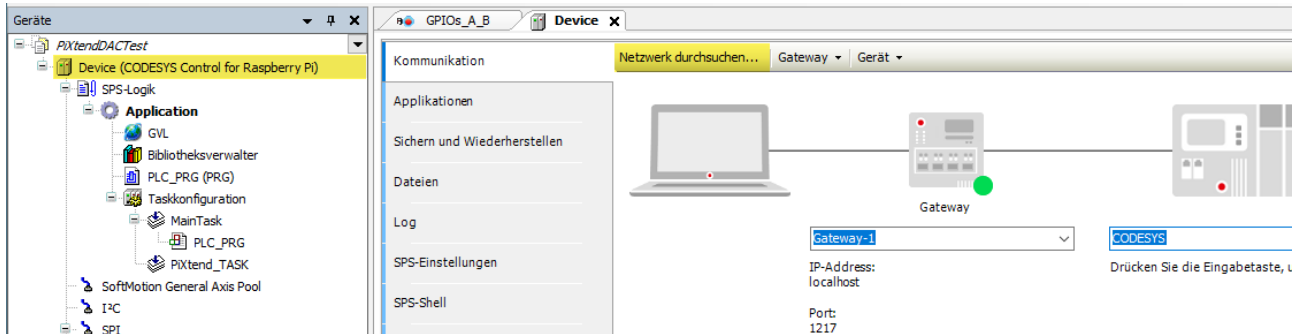 Geräte
PiXtendDACTest
Device (CODESYS Control for Raspberry Pi)
SPS-Logik
Application
GVL
Bibliotheksverwalter
PLC_PRG (PRG)
Taskkonfiguration
MainTask
PLC_PRG
PiXtend_TASK
SoftMotion General Axis Pool
I²C
SPI
GPIOs_A_B
Device
Kommunikation
Applikationen
Sichern und Wiederherstellen
Dateien
Log
SPS-Einstellungen
SPS-Shell
Netzwerk durchsuchen... Gateway Gerät
Gateway
Gateway-1
IP-Address:
localhost
Port:
1217
CODESYS
Drücken Sie die Eingabetaste, u